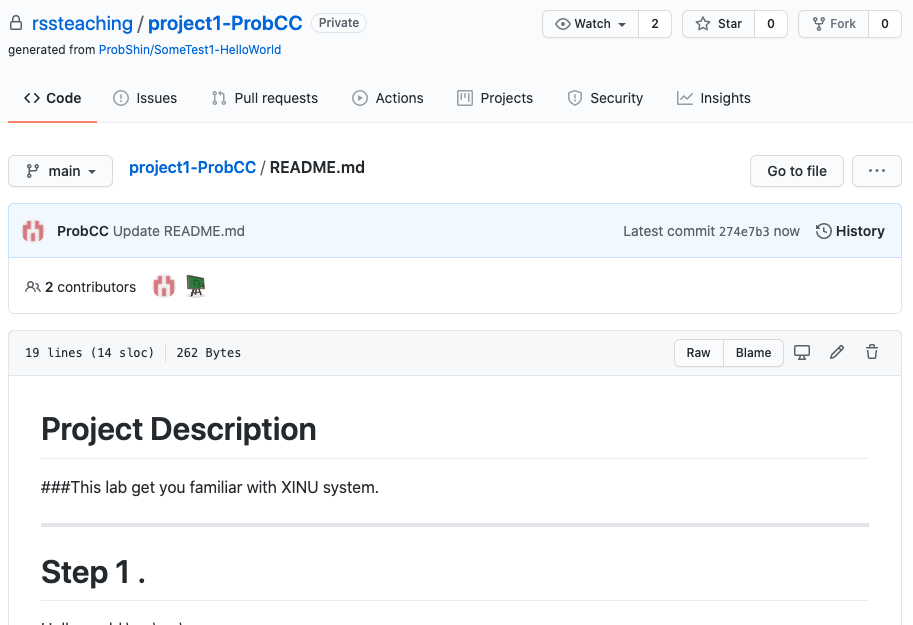 rssteaching / project1-ProbCC Private Watch 2 Star 0 Fork 0
generated from ProbShin/SomeTest1-HelloWorld
Code Issues Pull requests Actions Projects Security Insights
main project1-ProbCC / README.md Go to file ...
ProbCC Update README.md Latest commit 274e7b3 now History
2 contributors
19 lines (14 sloc) 262 Bytes Raw Blame
Project Description
###This lab get you familiar with XINU system.
Step 1 .